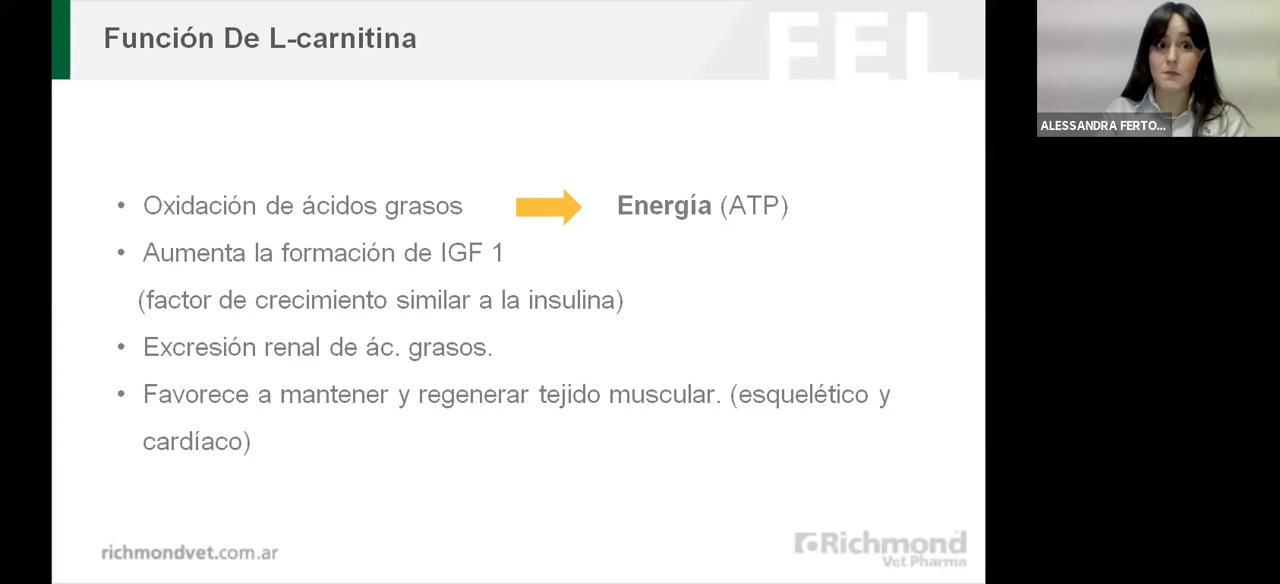 Función De L-carnitina
FEL
ALESSANDRA FERTO...
• Oxidación de ácidos grasos Energía (ATP)
• Aumenta la formación de IGF 1
(factor de crecimiento similar a la insulina)
• Excresión renal de ác. grasos.
• Favorece a mantener y regenerar tejido muscular. (esquelético y
cardíaco)
richmondvet.com.ar
Richmond
Vet Pharma